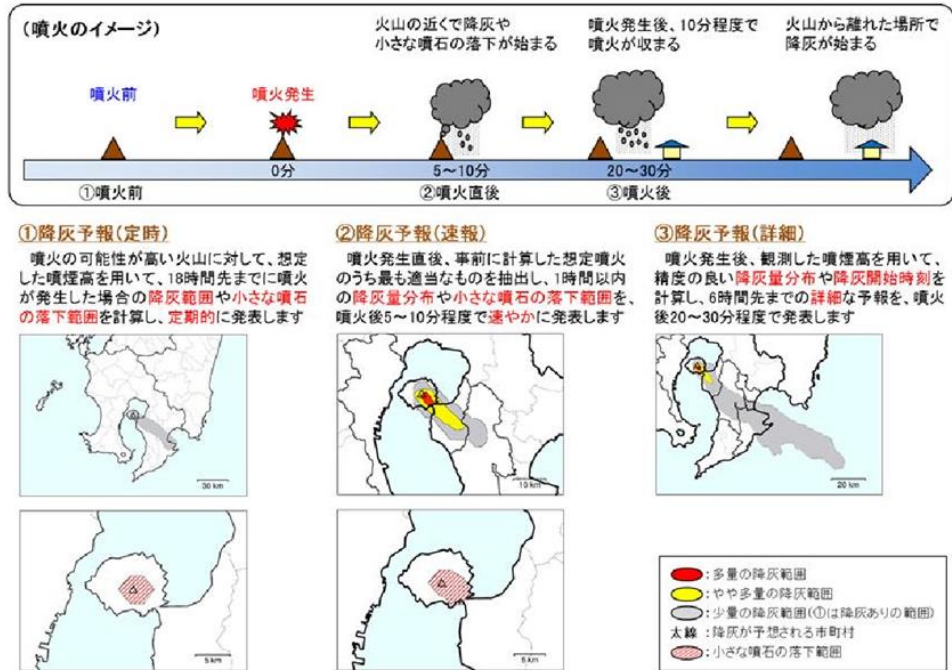 (噴火のイメージ)
火山の近くで降灰や
小さな噴石の落下が始まる
噴火発生後、10分程度で
噴火が収まる
火山から離れた場所で
降灰が始まる
噴火前
噴火発生
0分
5～10分
20～30分
①噴火前
②噴火直後
③噴火後
①降灰予報(定時)
噴火の可能性が高い火山に対して、想定
した噴煙高を用いて、18時間先までに噴火
が発生した場合の降灰範囲や小さな噴石
の落下範囲を計算し、定期的に発表します
30 km
5 km
②降灰予報(速報)
噴火発生直後、事前に計算した想定噴火
のうち最も適当なものを抽出し、1時間以内
の降灰量分布や小さな噴石の落下範囲を、
噴火後5～10分程度で速やかに発表します
10 km
5 km
③降灰予報(詳細)
噴火発生後、観測した噴煙高を用いて、
精度の良い降灰量分布や降灰開始時刻を
計算し、6時間先までの詳細な予報を、噴火
後20～30分程度で発表します
20 km
:多量の降灰範囲
:やや多量の降灰範囲
:少量の降灰範囲(①は降灰ありの範囲)
太線 :降灰が予想される市町村
:小さな噴石の落下範囲